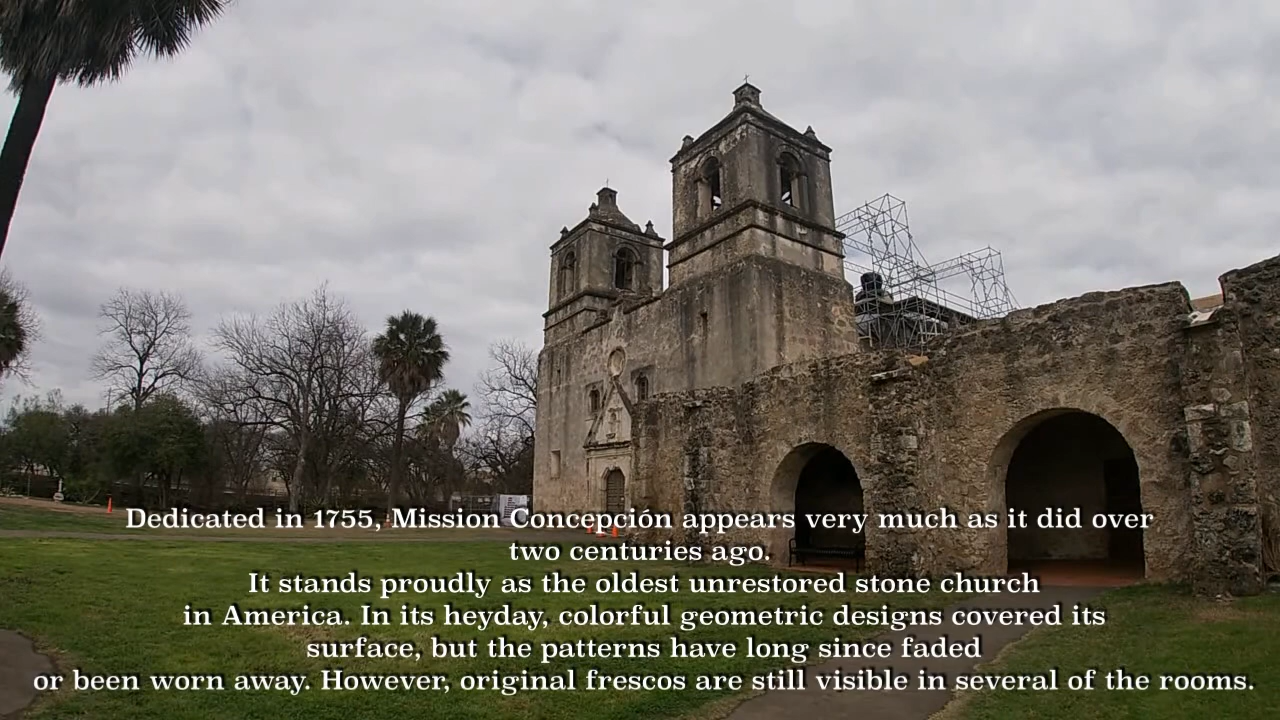 Dedicated in 1755, Mission Concepción appears very much as it did over
two centuries ago.
It stands proudly as the oldest unrestored stone church
in America. In its heyday, colorful geometric designs covered its
surface, but the patterns have long since faded
or been worn away. However, original frescos are still visible in several of the rooms.